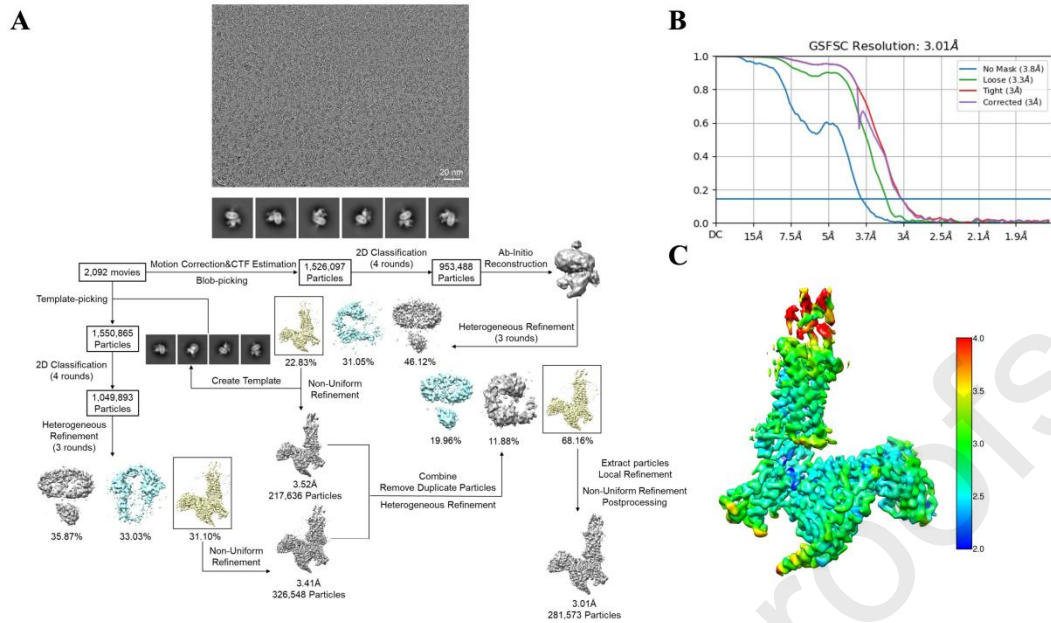 A
20 nm
2,092 movies
Motion Correction&CTF Estimation
Blob-picking
1,526,097
Particles
2D Classification
(4 rounds)
953,488
Particles
Ab-Initio
Reconstruction
Template-picking
1,550,865
Particles
2D Classification
(4 rounds)
1,049,893
Particles
Heterogeneous
Refinement
(3 rounds)
35.87%
33.03%
31.10%
Create Template
22.83%
31.05%
46.12%
Heterogeneous Refinement
(3 rounds)
Non-Uniform
Refinement
3.52Å
217,636 Particles
Non-Uniform
Refinement
3.41Å
326,548 Particles
Combine
Remove Duplicate Particles
Heterogeneous Refinement
19.96%
11.88%
68.16%
Extract particles
Local Refinement
Non-Uniform Refinement
Postprocessing
3.01Å
281,573 Particles
B
GSFSC Resolution: 3.01Å
1.0
0.8
0.6
0.4
0.2
0.0
DC
15Å
7.5Å
5Å
3.7Å
3Å
2.5Å
2.1Å
1.9Å
No Mask (3.8Å)
Loose (3.3Å)
Tight (3Å)
Corrected (3Å)
C
4.0
3.5
3.0
2.5
2.0
roofs